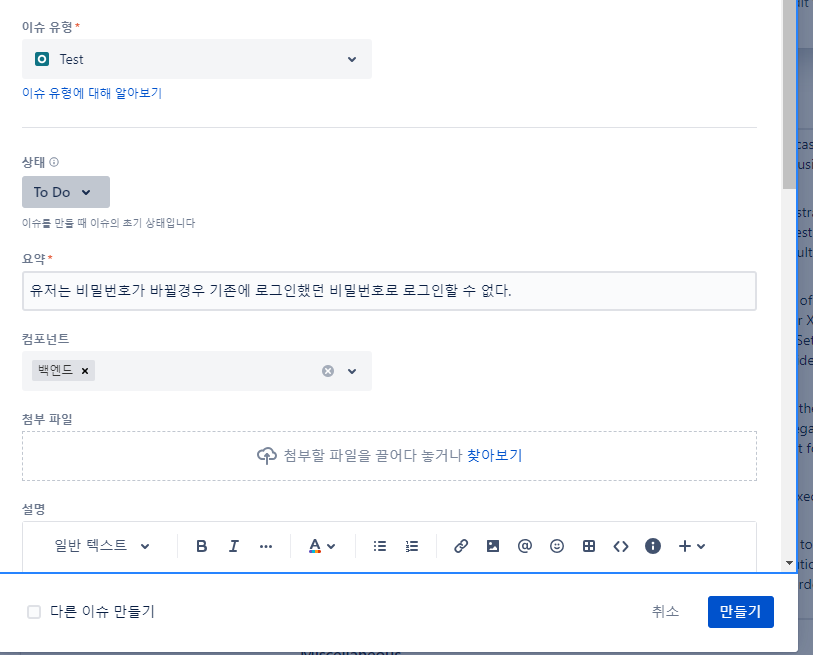 이슈 유형*
Test
이슈 유형에 대해 알아보기
상태
To Do
이슈를 만들 때 이슈의 초기 상태입니다
요약*
유저는 비밀번호가 바뀔경우 기존에 로그인했던 비밀번호로 로그인할 수 없다.
컴포넌트
백엔드 ×
첨부 파일
첨부할 파일을 끌어다 놓거나 찾아보기
설명
일반 텍스트 B I ... A
다른 이슈 만들기
취소 만들기